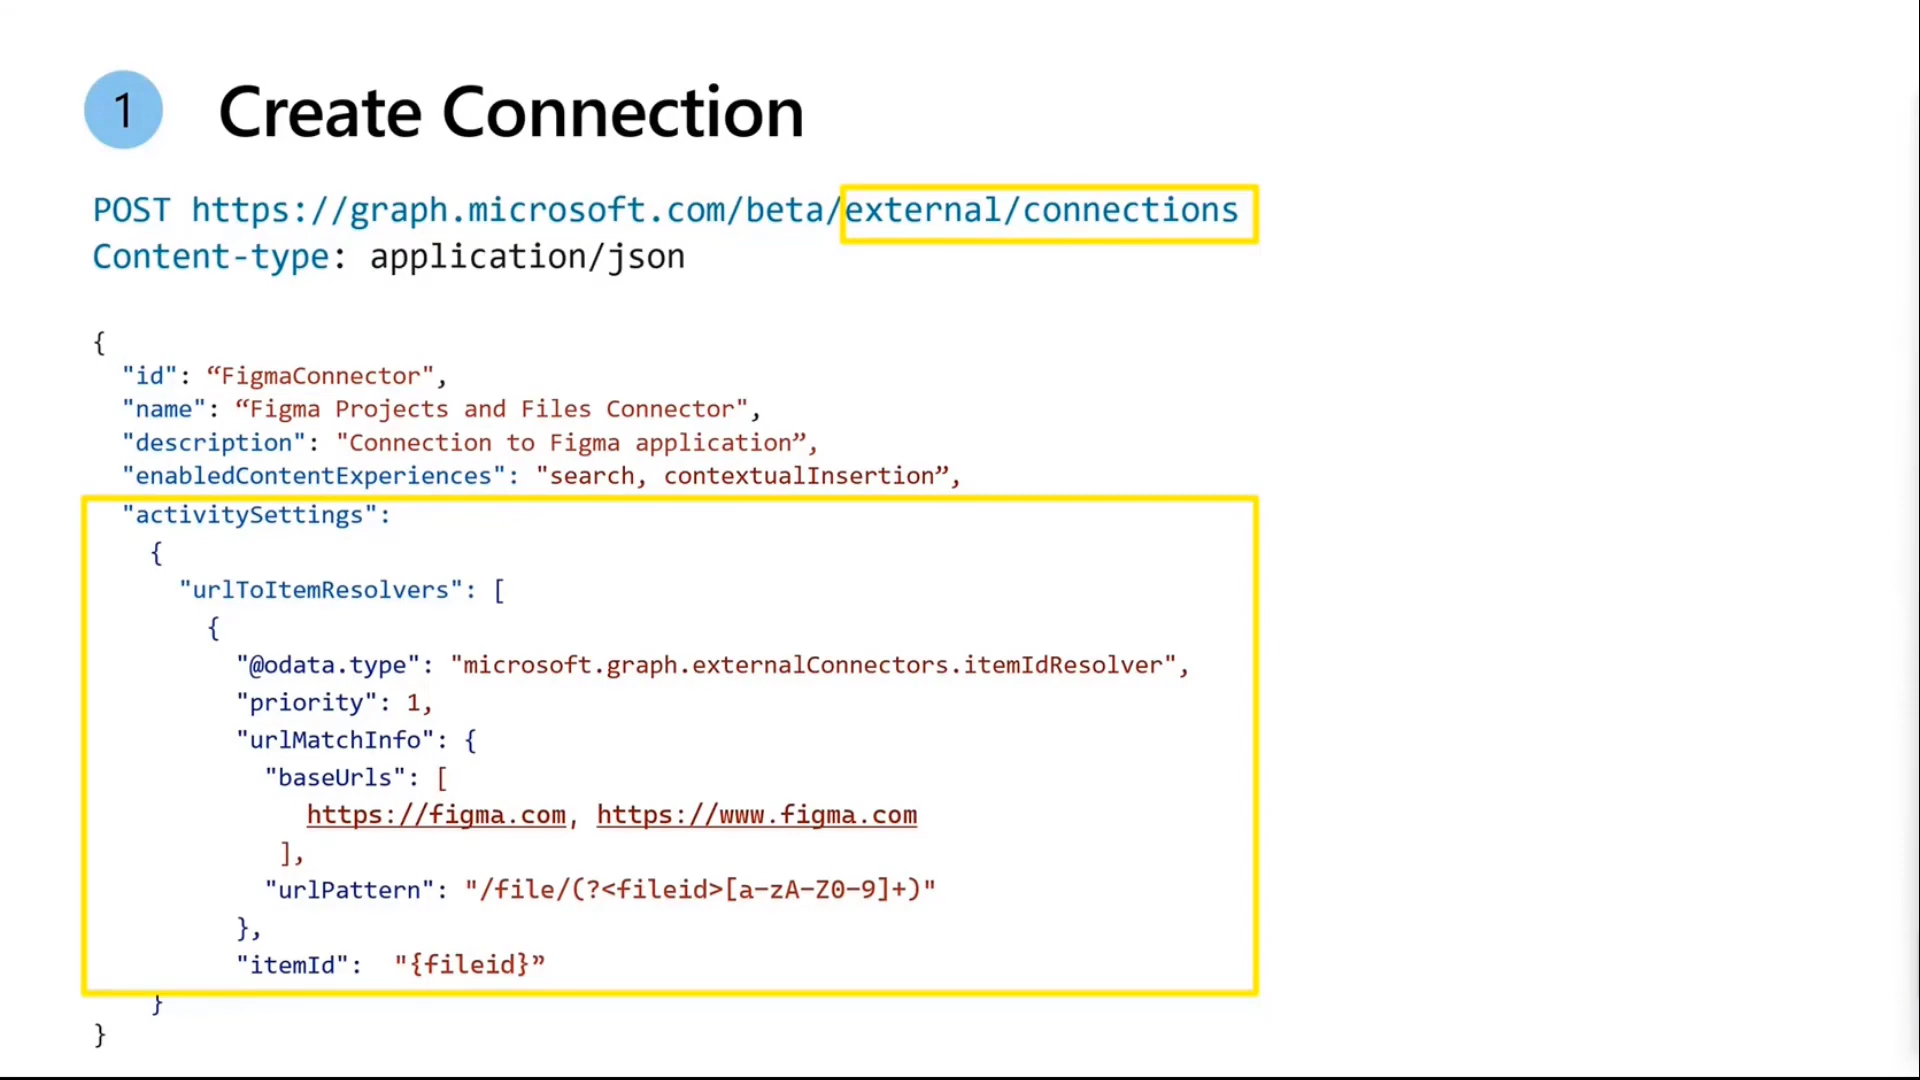 1 Create Connection
POST https://graph.microsoft.com/beta/external/connections
Content-type: application/json
{
"id": “FigmaConnector",
"name": “Figma Projects and Files Connector",
"description": "Connection to Figma application”,
"enabledContentExperiences": "search, contextualInsertion”,
"activitySettings":
{
"urlToItemResolvers": [
{
"@odata.type": "microsoft.graph.externalConnectors.itemIdResolver",
"priority": 1,
"urlMatchInfo": {
"baseUrls": [
https://figma.com, https://www.figma.com
],
"urlPattern": "/file/(?<fileid>[a-zA-Z0-9]+)"
},
"itemId": "{fileid}”
}
}